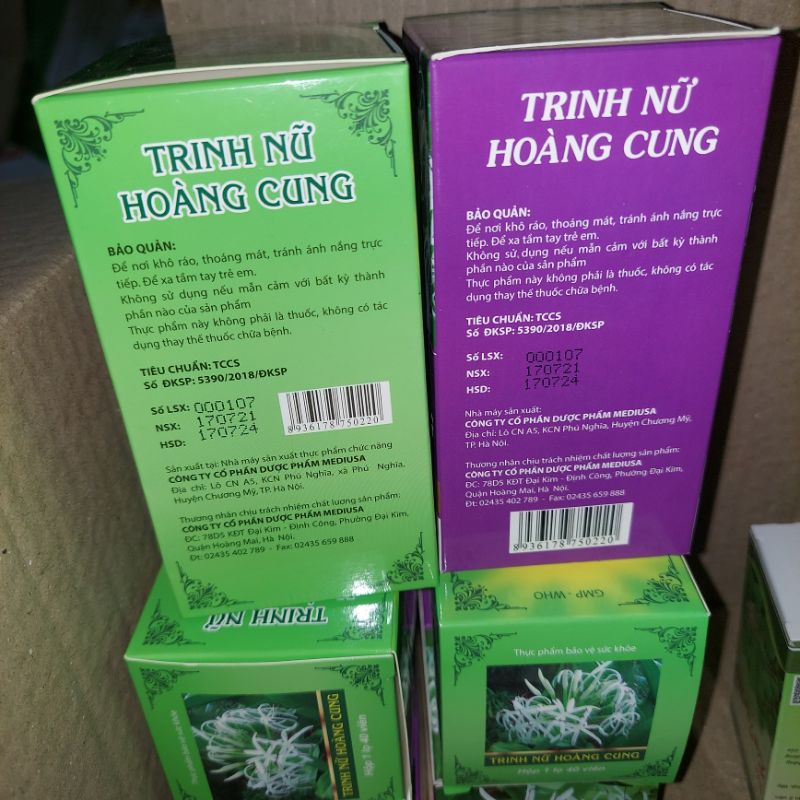 TRINH NỮ
HOÀNG CUNG
BẢO QUẢN:
Để nơi khô ráo, thoáng mát, tránh ánh nắng trực
tiếp. Để xa tầm tay trẻ em.
Không sử dụng nếu mẫn cảm với bất kỳ thành
phần nào của sản phẩm
Thực phẩm này không phải là thuốc, không có tác
dụng thay thế thuốc chữa bệnh.
TIÊU CHUẨN: TCCS
Số ĐKSP: 5390/2018/ĐKSP
Số LSX: 000107
NSX: 170721
HSD: 170724
8936178750220
Sản xuất tại: Nhà máy sản xuất thực phẩm chức năng
CÔNG TY CỔ PHẦN DƯỢC PHẨM MEDIUSA
Địa chỉ: Lô CN A5, KCN Phú Nghĩa, xã Phú Nghĩa,
Huyện Chương Mỹ, TP. Hà Nội.
Thương nhân chịu trách nhiệm chất lượng sản phẩm:
CÔNG TY CỔ PHẦN DƯỢC PHẨM MEDIUSA
ĐC: 78D5 KĐT Đại Kim - Định Công, Phường Đại Kim,
Quận Hoàng Mai, Hà Nội.
Đt: 02435 402 789 - Fax: 02435 659 888
TRINH NỮ
HOÀNG CUNG
BẢO QUẢN:
Để nơi khô ráo, thoáng mát, tránh ánh nắng trực
tiếp. Để xa tầm tay trẻ em.
Không sử dụng nếu mẫn cảm với bất kỳ thành
phần nào của sản phẩm
Thực phẩm này không phải là thuốc, không có tác
dụng thay thế thuốc chữa bệnh.
TIÊU CHUẨN: TCCS
Số ĐKSP: 5390/2018/ĐKSP
Số LSX: 000107
NSX: 170721
HSD: 170724
Nhà máy sản xuất:
CÔNG TY CỔ PHẦN DƯỢC PHẨM MEDIUSA
Địa chỉ: Lô CN A5, KCN Phú Nghĩa, Huyện Chương Mỹ,
TP. Hà Nội.
Thương nhân chịu trách nhiệm chất lượng sản phẩm:
CÔNG TY CỔ PHẦN DƯỢC PHẨM MEDIUSA
ĐC: 78D5 KĐT Đại Kim - Định Công, Phường Đại Kim,
Quận Hoàng Mai, Hà Nội.
Đt: 02435 402 789 - Fax: 02435 659 888
8936178750220
TRINH NỮ
Thực phẩm bảo vệ sức khỏe
TRINH NỮ HOÀNG CUNG
Hộp 1 lọ 40 viên
GMP - WHO
Thực phẩm bảo vệ sức khỏe
TRINH NỮ HOÀNG CUNG
Hộp 1 lọ 40 viên